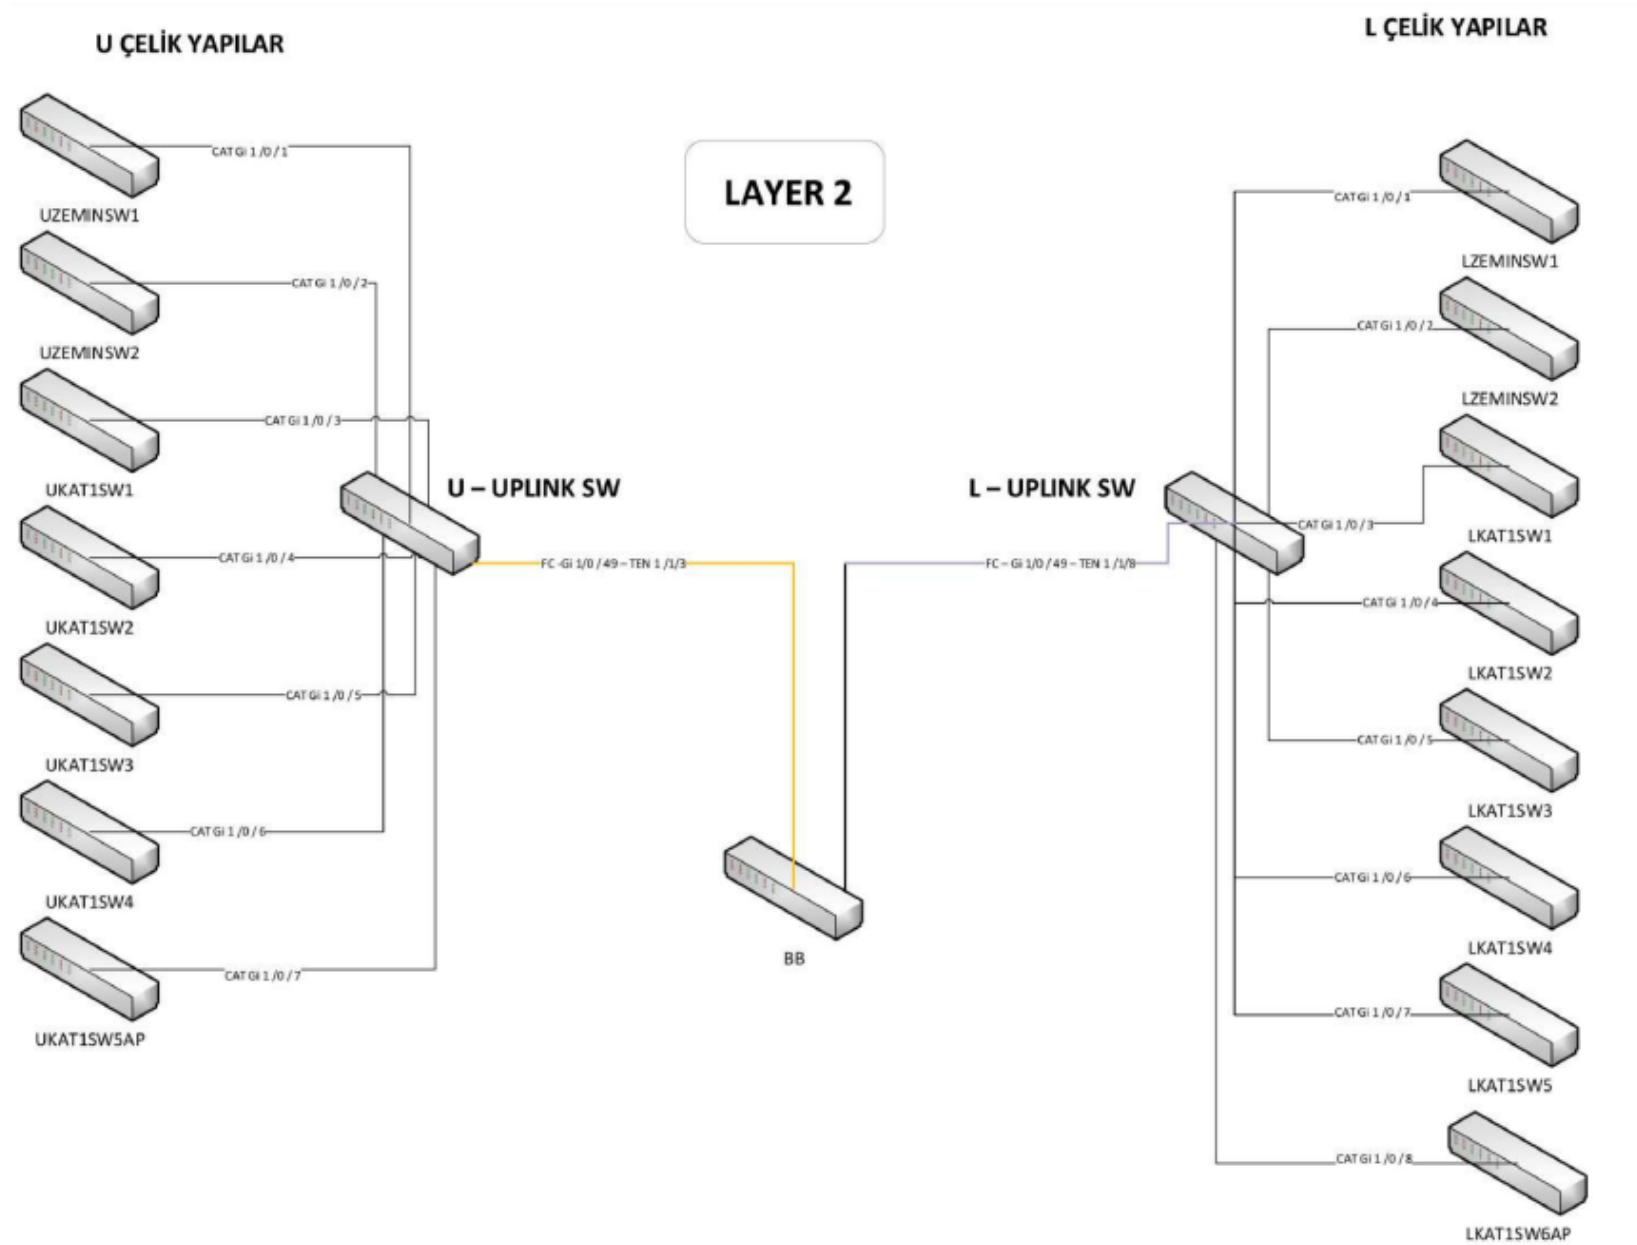 U ÇELİK YAPILAR
L ÇELİK YAPILAR
LAYER 2
CAT Gi 1 /0 / 1
UZEMINSW1
CAT Gi 1 /0 / 2
UZEMINSW2
CAT Gi 1 /0 / 3
UKAT1SW1
CAT Gi 1 /0 / 4
UKAT1SW2
CAT Gi 1 /0 / 5
UKAT1SW3
CAT Gi 1 /0 / 6
UKAT1SW4
CAT Gi 1 /0 / 7
UKAT1SW5AP
U – UPLINK SW
FC -Gi 1/0 / 49 – TEN 1 /1/3
BB
L – UPLINK SW
FC – Gi 1/0 / 49 – TEN 1 /1/8
CAT Gi 1 /0 / 1
LZEMINSW1
CAT Gi 1 /0 / 2
LZEMINSW2
CAT Gi 1 /0 / 3
LKAT1SW1
CAT Gi 1 /0 / 4
LKAT1SW2
CAT Gi 1 /0 / 5
LKAT1SW3
CAT Gi 1 /0 / 6
LKAT1SW4
CAT Gi 1 /0 / 7
LKAT1SW5
CAT Gi 1 /0 / 8
LKAT1SW6AP